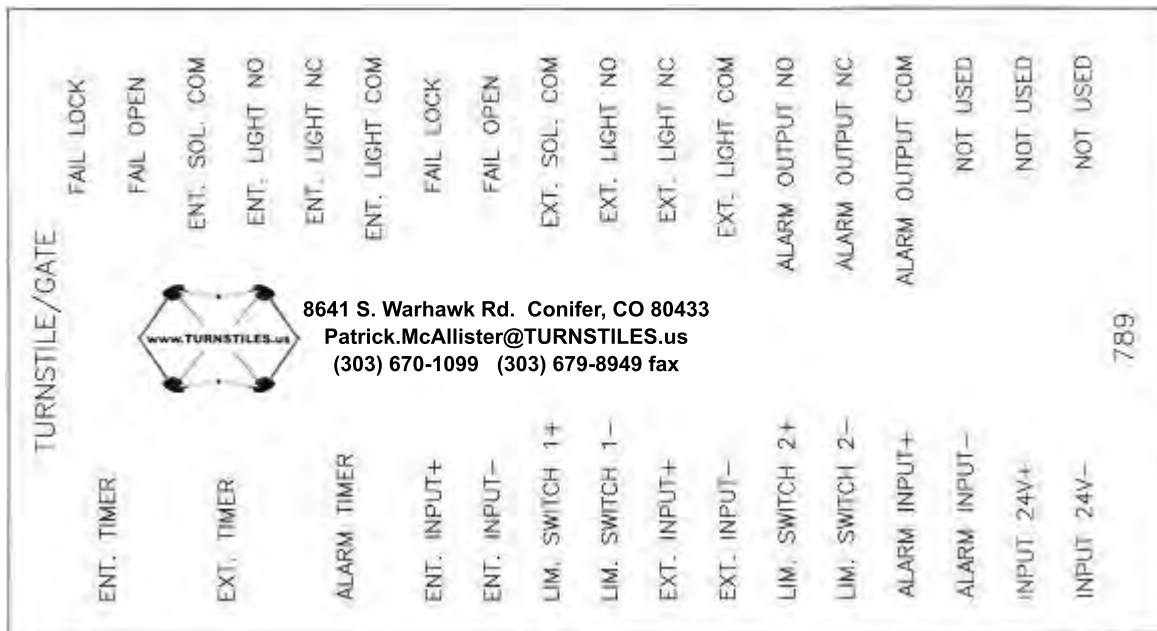 TURNSTILE/GATE
FAIL LOCK
FAIL OPEN
ENT. SOL. COM
ENT. LIGHT NO
ENT. LIGHT NC
ENT. LIGHT COM
FAIL LOCK
FAIL OPEN
EXT. SOL. COM
EXT. LIGHT NO
EXT. LIGHT NC
EXT. LIGHT COM
ALARM OUTPUT NO
ALARM OUTPUT NC
ALARM OUTPUT COM
NOT USED
NOT USED
NOT USED
www.TURNSTILES.us
8641 S. Warhawk Rd. Conifer, CO 80433
Patrick.McAllister@TURNSTILES.us
(303) 670-1099 (303) 679-8949 fax
789
ENT. TIMER
EXT. TIMER
ALARM TIMER
ENT. INPUT+
ENT. INPUT-
LIM. SWITCH 1+
LIM. SWITCH 1-
EXT. INPUT+
EXT. INPUT-
LIM. SWITCH 2+
LIM. SWITCH 2-
ALARM INPUT+
ALARM INPUT-
INPUT 24V+
INPUT 24V-